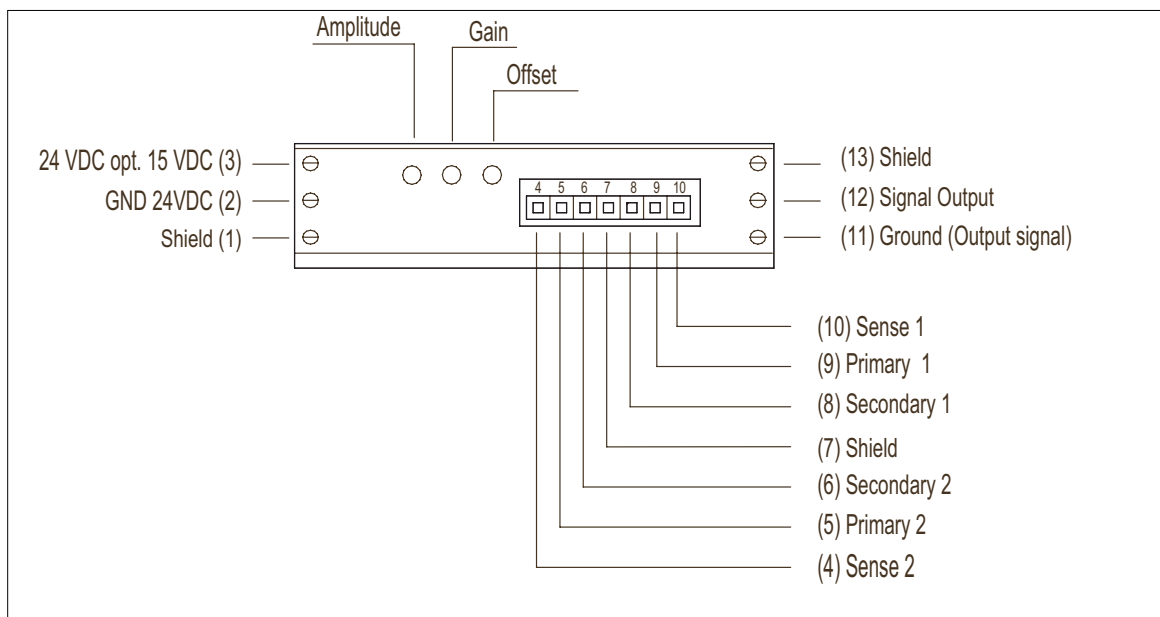 Amplitude
Gain
Offset
24 VDC opt. 15 VDC (3)
GND 24VDC (2)
Shield (1)
4 5 6 7 8 9 10
(13) Shield
(12) Signal Output
(11) Ground (Output signal)
(10) Sense 1
(9) Primary 1
(8) Secondary 1
(7) Shield
(6) Secondary 2
(5) Primary 2
(4) Sense 2